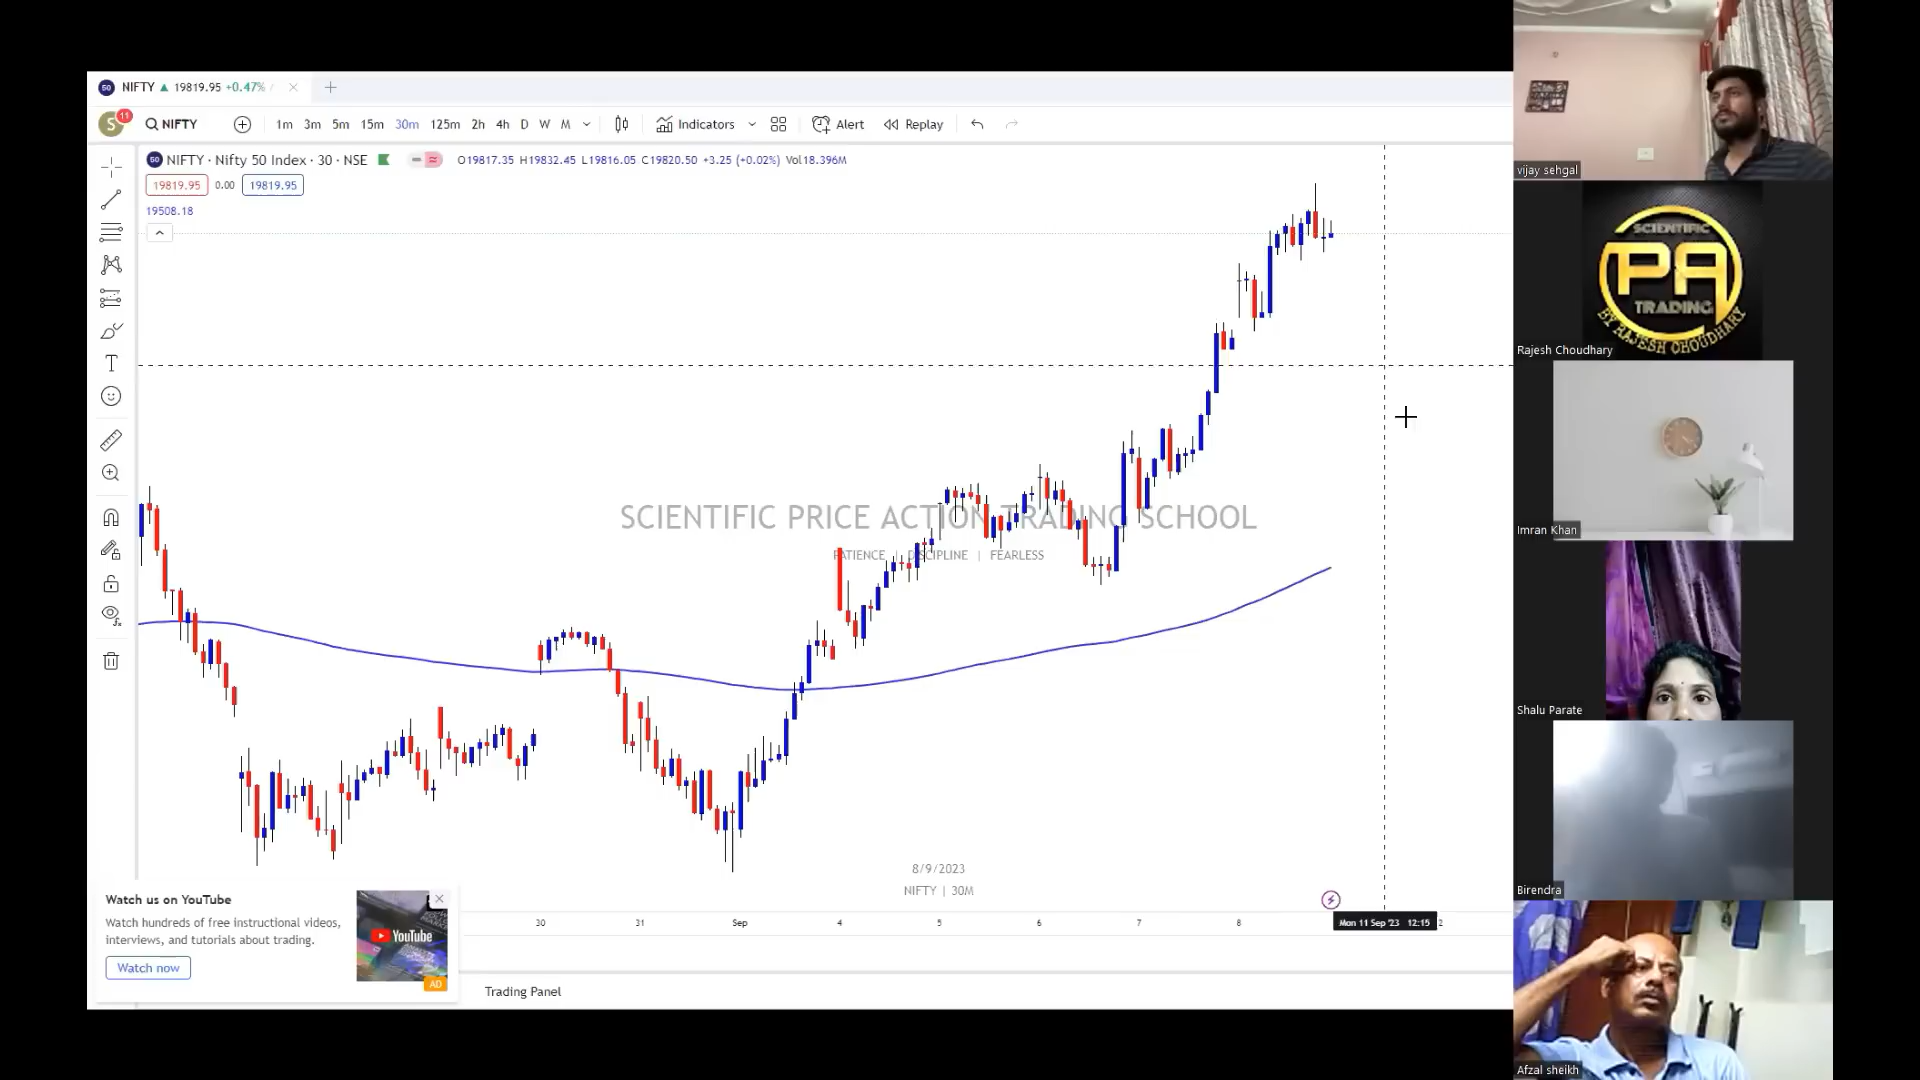 50 NIFTY 19819.95 +0.47% /
S 11 NIFTY 1m 3m 5m 15m 30m 125m 2h 4h D W M Indicators Alert Replay
50 NIFTY · Nifty 50 Index · 30 · NSE O19817.35 H19832.45 L19816.05 C19820.50 +3.25 (+0.02%) Vol18.396M
19819.95 0.00 19819.95
19508.18
SCIENTIFIC PRICE ACTION TRADING SCHOOL
PATIENCE | DISCIPLINE | FEARLESS
8/9/2023
NIFTY | 30M
30 31 Sep 4 5 6 7 8 Mon 11 Sep '23 12:15 2
Watch us on YouTube
Watch hundreds of free instructional videos,
interviews, and tutorials about trading.
Watch now
YouTube
AD
Trading Panel
vijay sehgal
SCIENTIFIC
PA
TRADING
BY RAJESH CHOUDHARY
Rajesh Choudhary
Imran Khan
Shalu Parate
Birendra
Afzal sheikh